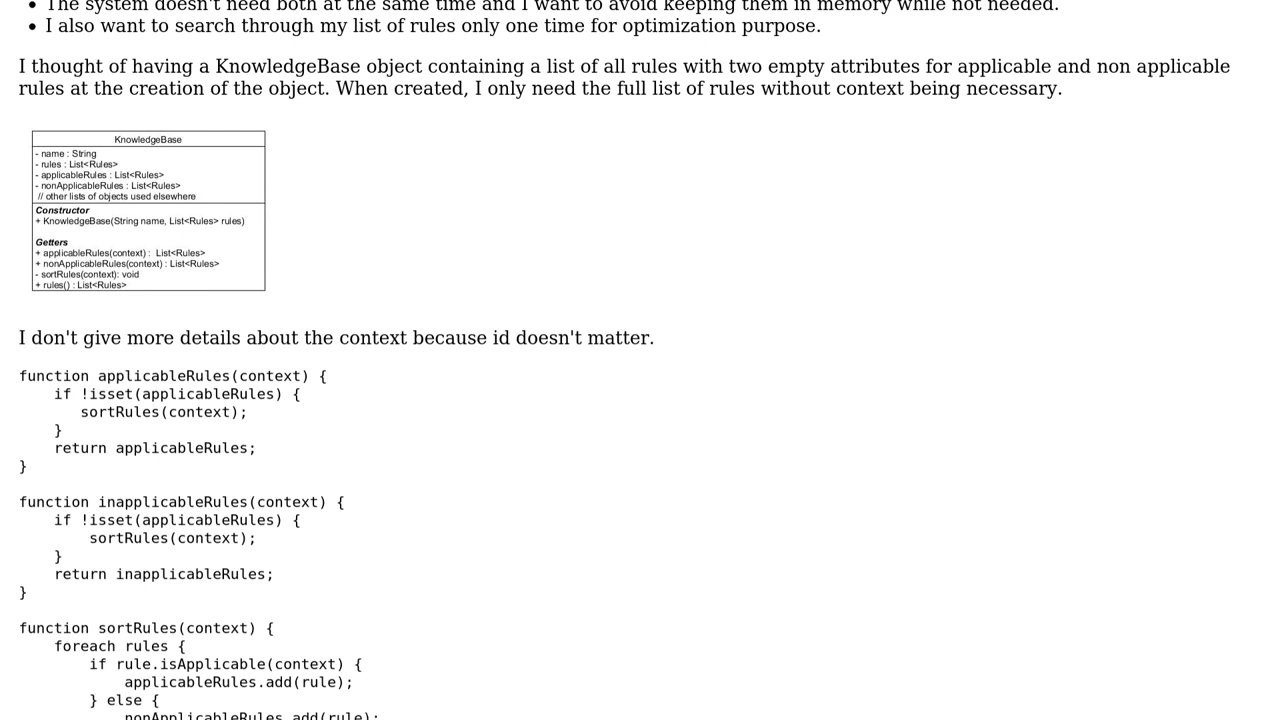 • The system doesn't need both at the same time and I want to avoid keeping them in memory while not needed.
• I also want to search through my list of rules only one time for optimization purpose.
I thought of having a KnowledgeBase object containing a list of all rules with two empty attributes for applicable and non applicable
rules at the creation of the object. When created, I only need the full list of rules without context being necessary.
KnowledgeBase
- name : String
- rules : List<Rules>
- applicableRules : List<Rules>
- nonApplicableRules : List<Rules>
// other lists of objects used elsewhere
Constructor
+ KnowledgeBase(String name, List<Rules> rules)
Getters
+ applicableRules(context) : List<Rules>
+ nonApplicableRules(context) : List<Rules>
- sortRules(context): void
+ rules() : List<Rules>
I don't give more details about the context because id doesn't matter.
function applicableRules(context) {
    if !isset(applicableRules) {
       sortRules(context);
    }
    return applicableRules;
}
function inapplicableRules(context) {
    if !isset(applicableRules) {
        sortRules(context);
    }
    return inapplicableRules;
}
function sortRules(context) {
    foreach rules {
        if rule.isApplicable(context) {
            applicableRules.add(rule);
        } else {
            nonApplicableRules.add(rule);